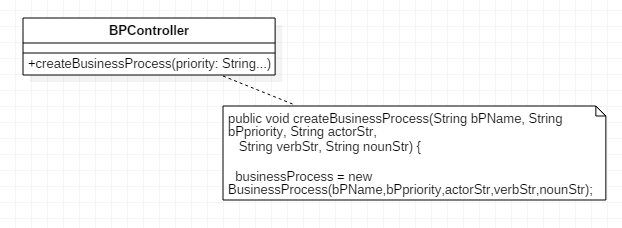 BPController
+createBusinessProcess(priority: String...)
public void createBusinessProcess(String bPName, String
bPpriority, String actorStr,
String verbStr, String nounStr) {
businessProcess = new
BusinessProcess(bPName,bPpriority,actorStr,verbStr,nounStr);